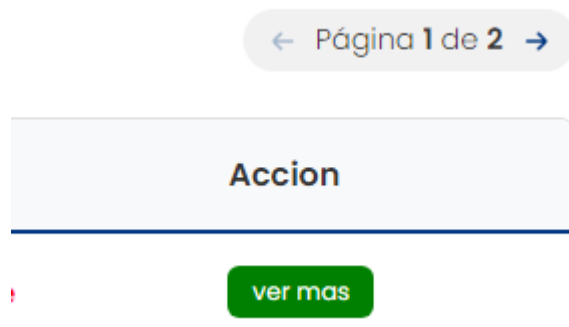 ← Página 1 de 2 →
Accion
ver mas